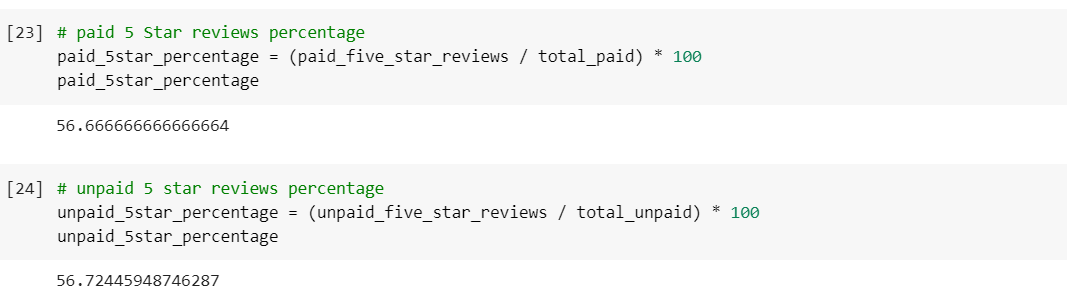 [23] # paid 5 Star reviews percentage
paid_5star_percentage = (paid_five_star_reviews / total_paid) * 100
paid_5star_percentage
56.666666666666664
[24] # unpaid 5 star reviews percentage
unpaid_5star_percentage = (unpaid_five_star_reviews / total_unpaid) * 100
unpaid_5star_percentage
56.72445948746287